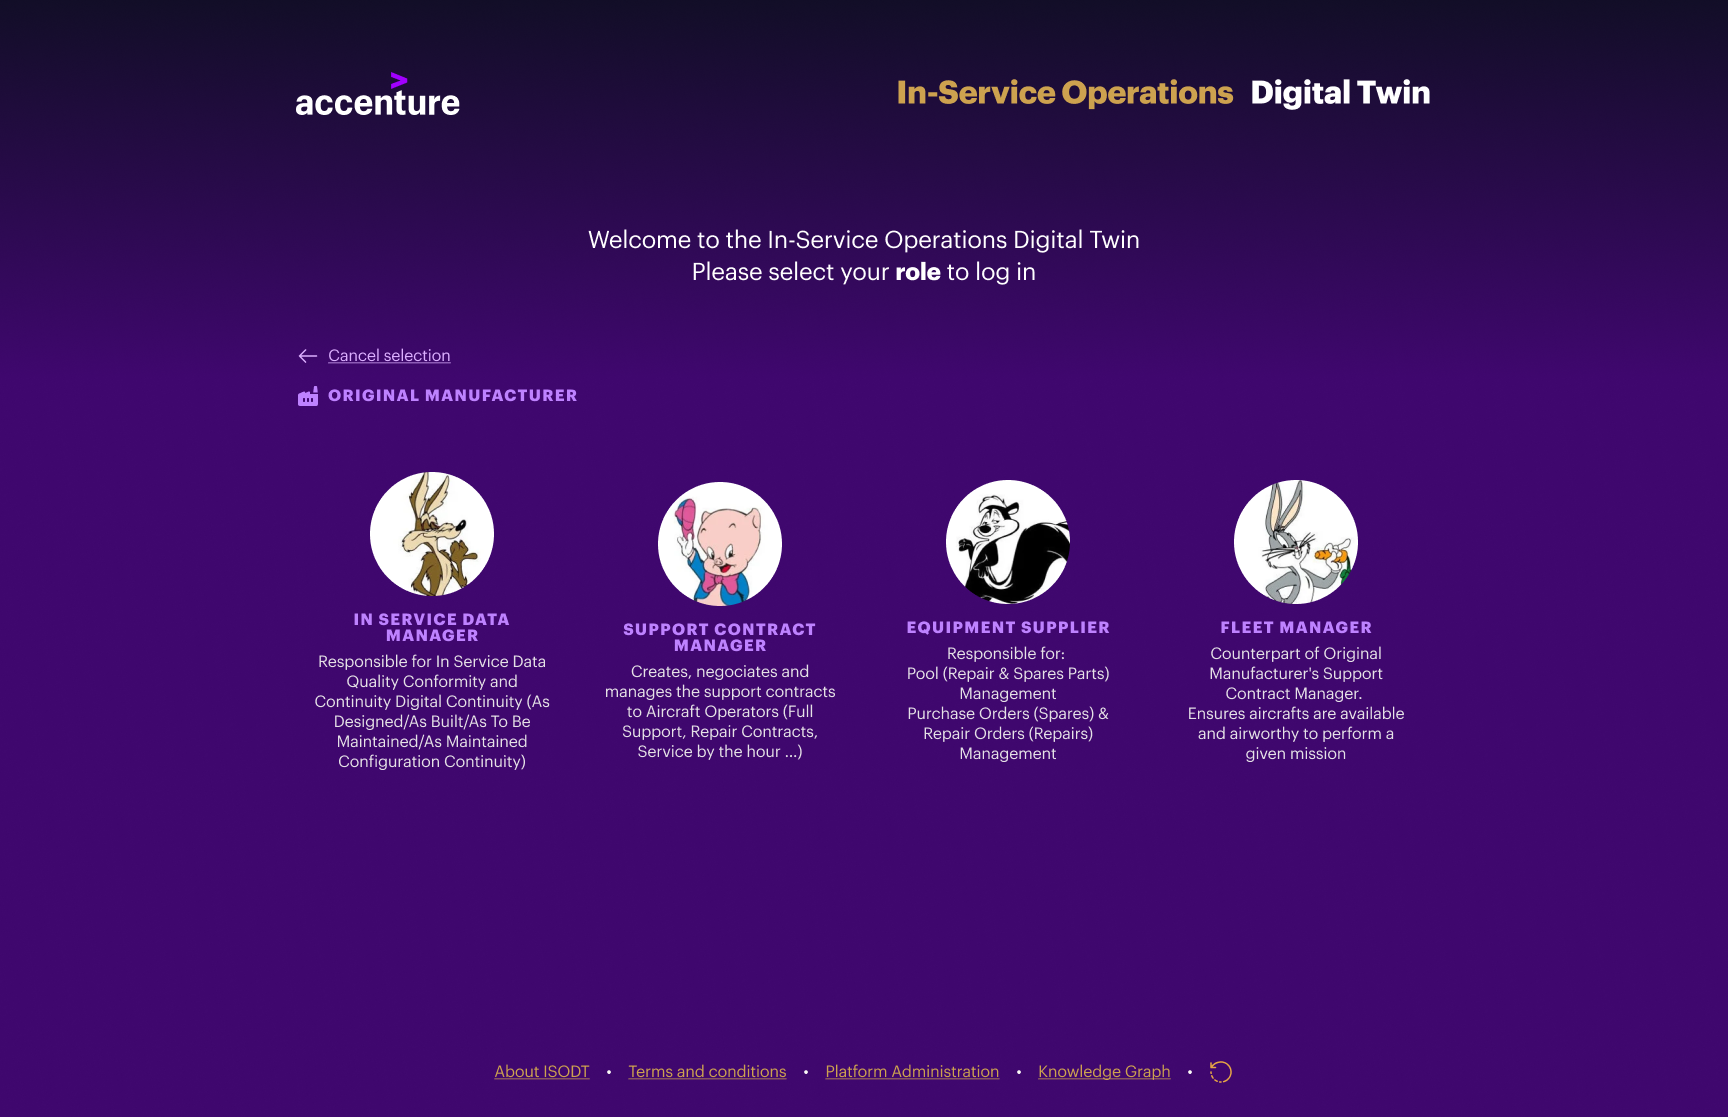 accenture
In-Service Operations Digital Twin
Welcome to the In-Service Operations Digital Twin
Please select your role to log in
Cancel selection
ORIGINAL MANUFACTURER
IN SERVICE DATA
MANAGER
Responsible for In Service Data
Quality Conformity and
Continuity Digital Continuity (As
Designed/As Built/As To Be
Maintained/As Maintained
Configuration Continuity)
SUPPORT CONTRACT
MANAGER
Creates, negociates and
manages the support contracts
to Aircraft Operators (Full
Support, Repair Contracts,
Service by the hour ...)
EQUIPMENT SUPPLIER
Responsible for:
Pool (Repair & Spares Parts)
Management
Purchase Orders (Spares) &
Repair Orders (Repairs)
Management
FLEET MANAGER
Counterpart of Original
Manufacturer's Support
Contract Manager.
Ensures aircrafts are available
and airworthy to perform a
given mission
About ISODT • Terms and conditions • Platform Administration • Knowledge Graph •